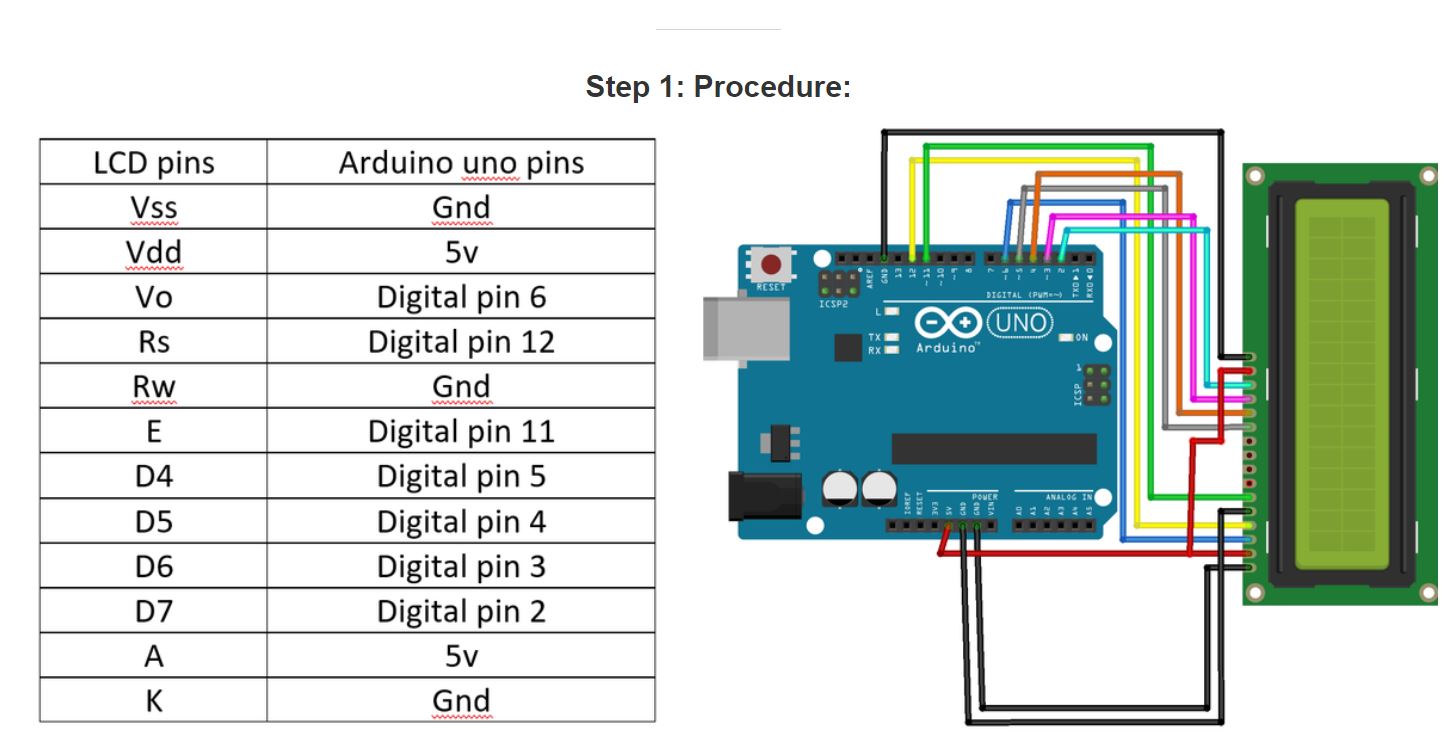 Step 1: Procedure:
LCD pins Arduino uno pins
Vss Gnd
Vdd 5v
Vo Digital pin 6
Rs Digital pin 12
Rw Gnd
E Digital pin 11
D4 Digital pin 5
D5 Digital pin 4
D6 Digital pin 3
D7 Digital pin 2
A 5v
K Gnd
RESET
ICSP2
AREF
GND
13
12
~11
~10
~9
8
7
~6
~5
4
~3
2
TXD▶1
RXD◀0
DIGITAL (PWM=~)
L
TX
RX
UNO
Arduino™
ON
1
ICSP
IOREF
RESET
3V3
5V
GND
GND
VIN
POWER
ANALOG IN
A0
A1
A2
A3
A4
A5